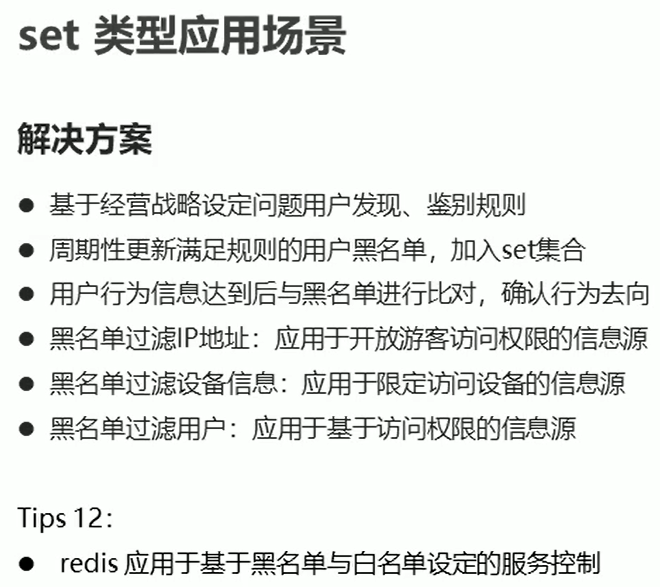 set 类型应用场景
解决方案
● 基于经营战略设定问题用户发现、鉴别规则
● 周期性更新满足规则的用户黑名单，加入set集合
● 用户行为信息达到后与黑名单进行比对，确认行为去向
● 黑名单过滤IP地址：应用于开放游客访问权限的信息源
● 黑名单过滤设备信息：应用于限定访问设备的信息源
● 黑名单过滤用户：应用于基于访问权限的信息源
Tips 12：
● redis 应用于基于黑名单与白名单设定的服务控制